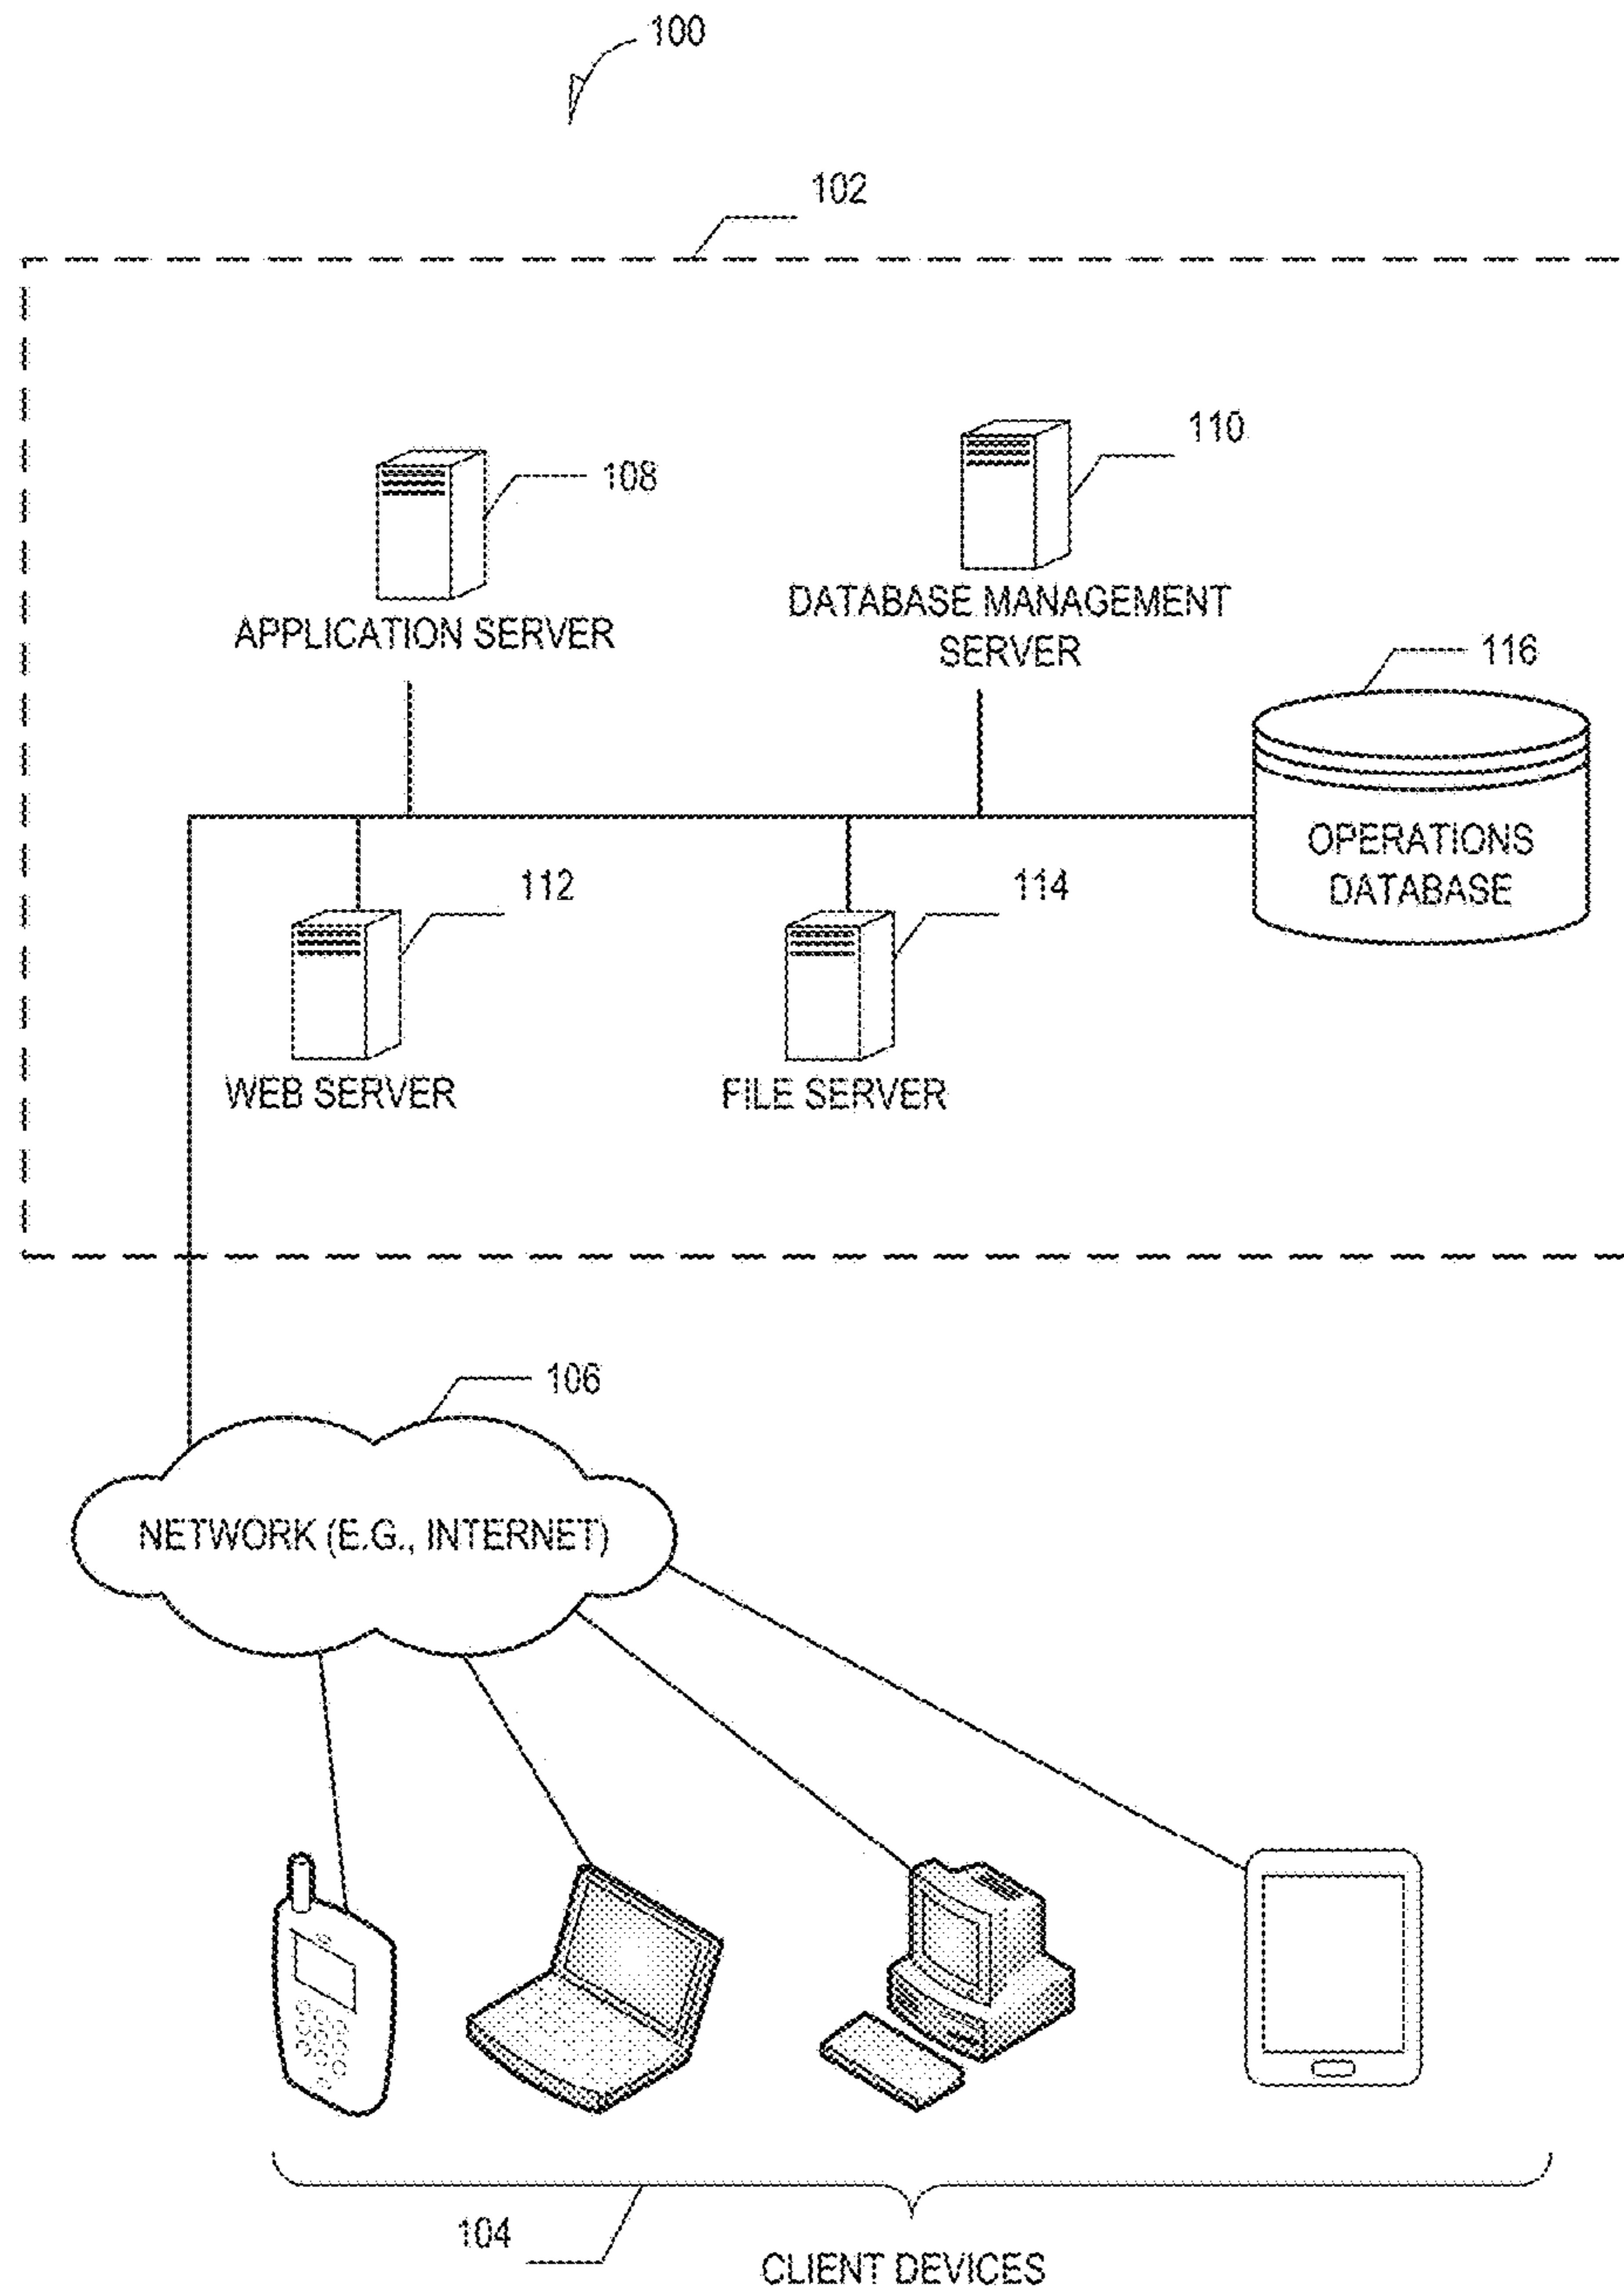 100
102
110
108
APPLICATION SERVER
DATABASE MANAGEMENT
SERVER
116
OPERATIONS
DATABASE
112
114
WEB SERVER
FILE SERVER
106
NETWORK (E.G., INTERNET)
104
CLIENT DEVICES